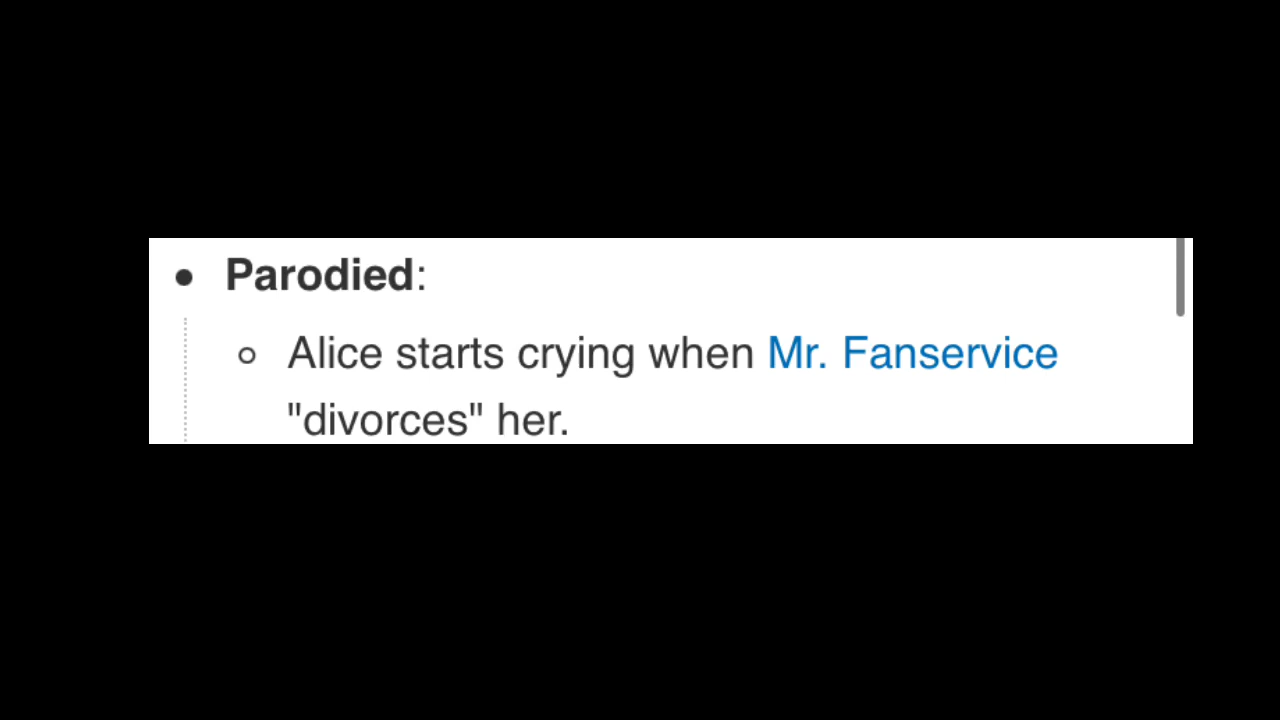 • Parodied:
◦ Alice starts crying when Mr. Fanservice
"divorces" her.